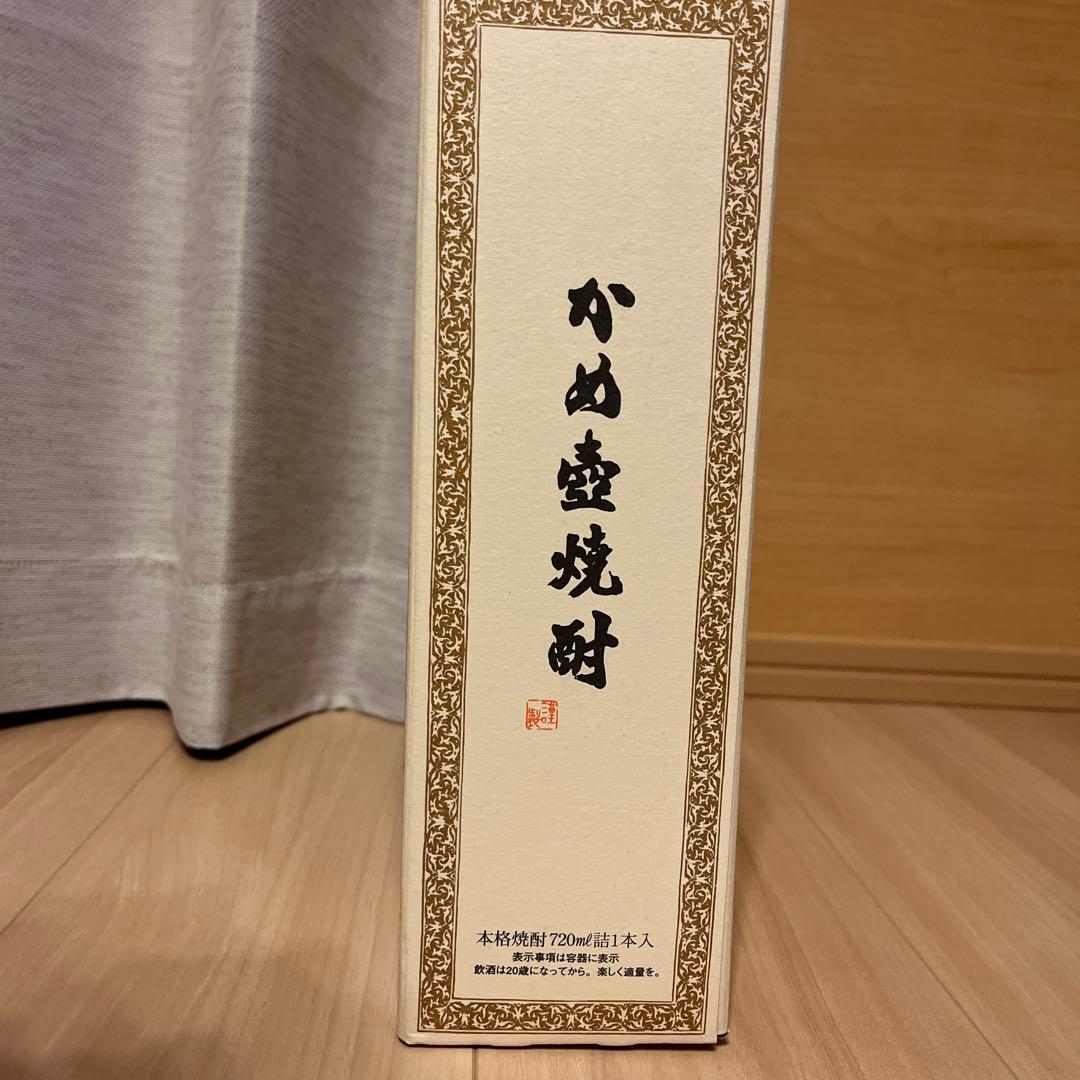 かめ壺焼酎
謹製
本格焼酎720㎖詰1本入
表示事項は容器に表示
飲酒は20歳になってから。楽しく適量を。